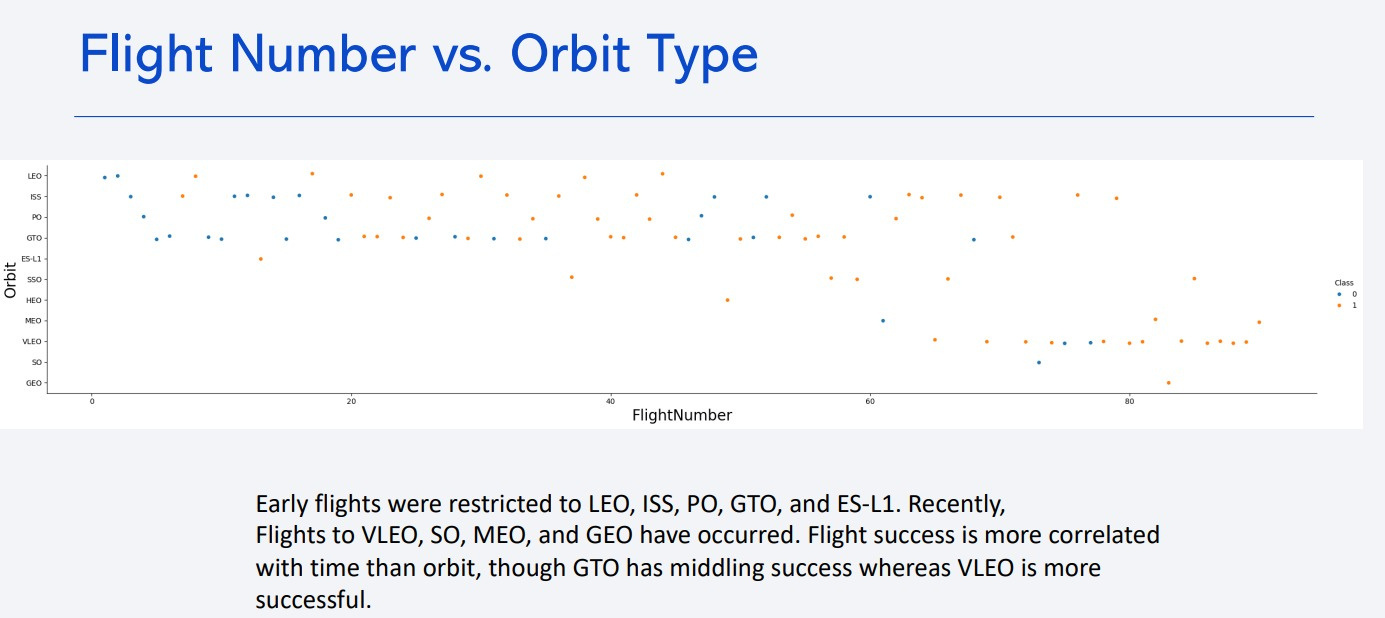 Flight Number vs. Orbit Type
LEO
ISS
PO
GTO
ES-L1
SSO
HEO
MEO
VLEO
SO
GEO
Orbit
0 20 40 60 80
FlightNumber
Class
0
1
Early flights were restricted to LEO, ISS, PO, GTO, and ES-L1. Recently,
Flights to VLEO, SO, MEO, and GEO have occurred. Flight success is more correlated
with time than orbit, though GTO has middling success whereas VLEO is more
successful.